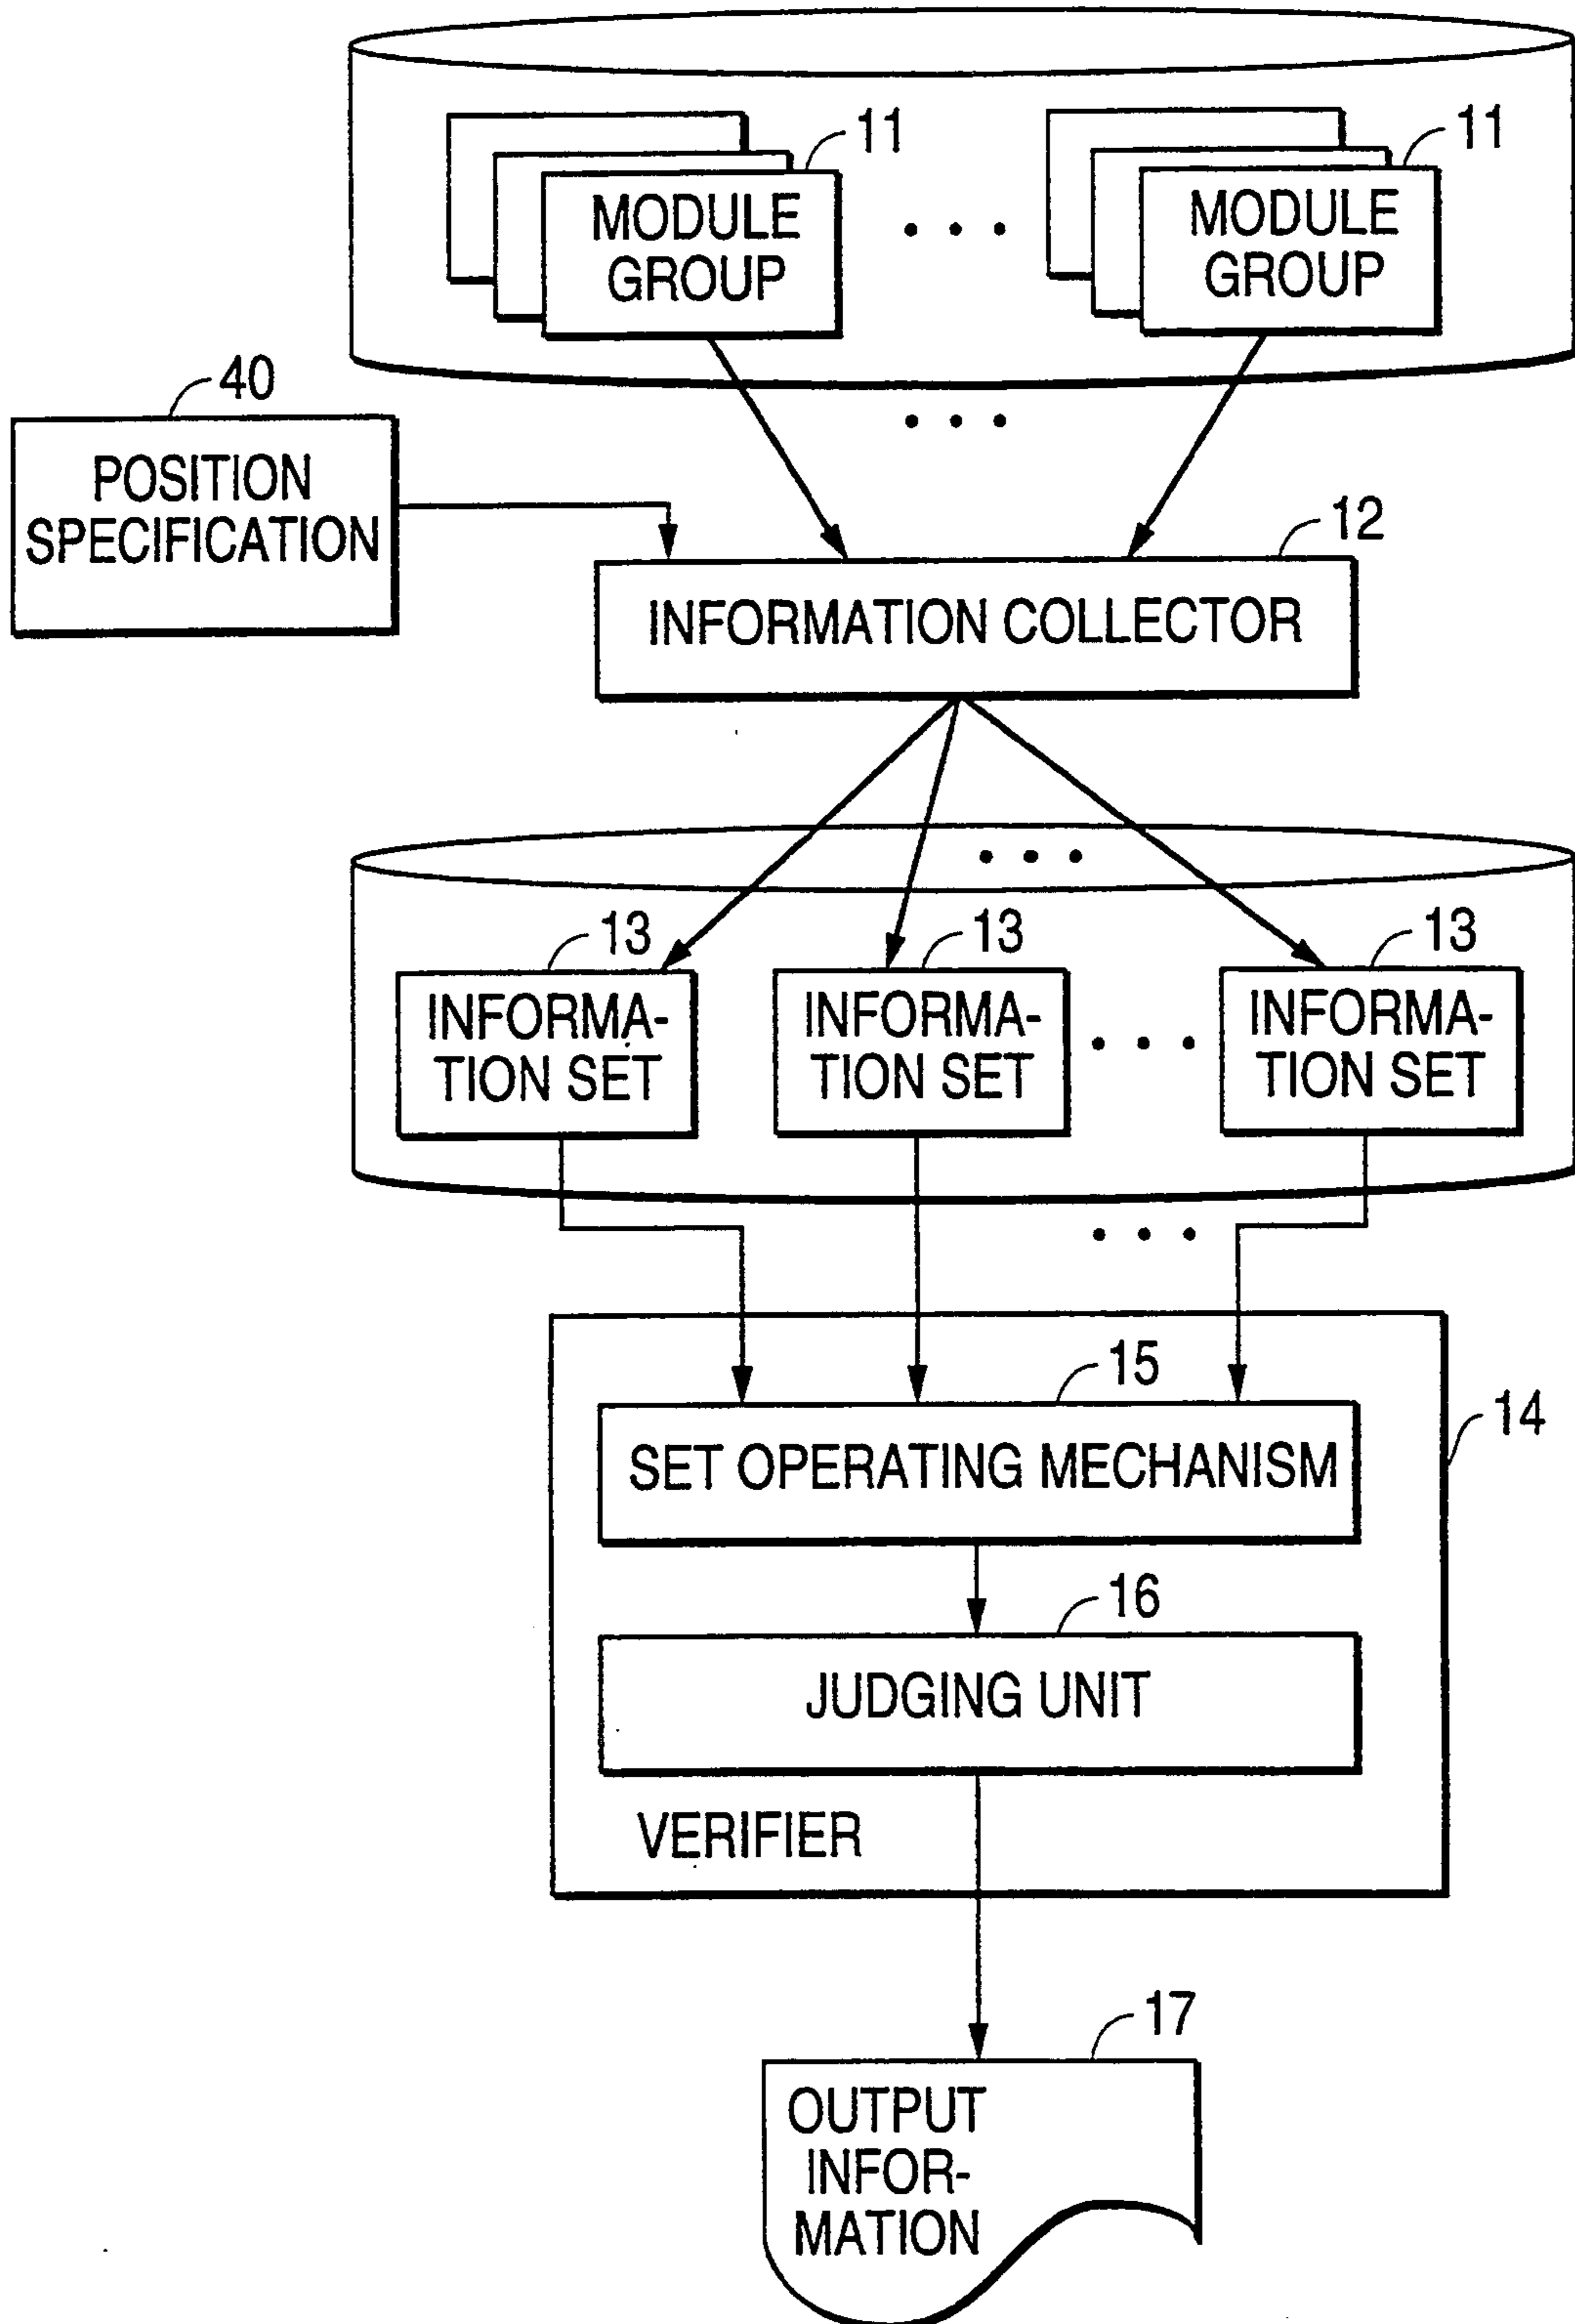 11
11
MODULE
GROUP
MODULE
GROUP
40
POSITION
SPECIFICATION
12
INFORMATION COLLECTOR
13
13
13
INFORMA-
TION SET
INFORMA-
TION SET
INFORMA-
TION SET
15
14
SET OPERATING MECHANISM
16
JUDGING UNIT
VERIFIER
17
OUTPUT
INFOR-
MATION